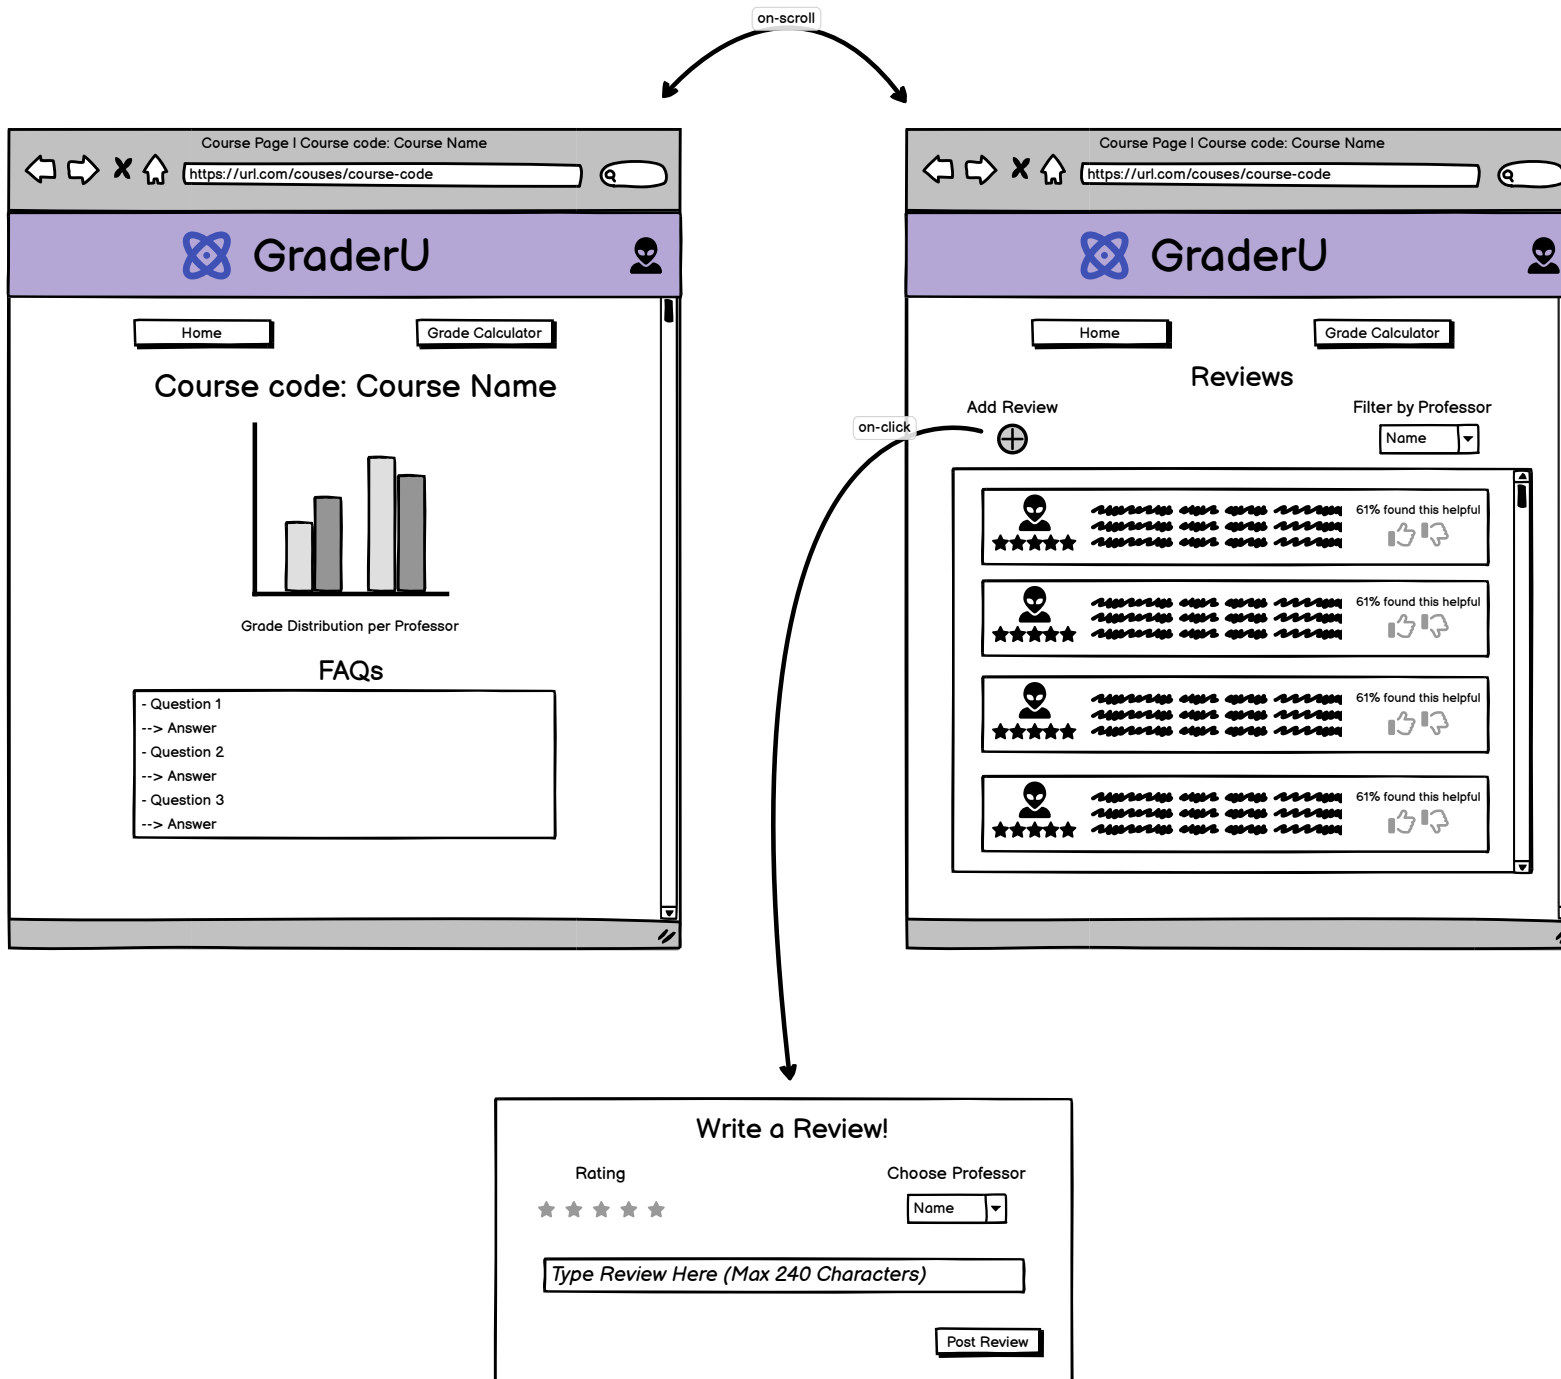 on-scroll
Course Page | Course code: Course Name
https://url.com/couses/course-code
GraderU
Home
Grade Calculator
Course code: Course Name
Grade Distribution per Professor
FAQs
- Question 1
--> Answer
- Question 2
--> Answer
- Question 3
--> Answer
Course Page | Course code: Course Name
https://url.com/couses/course-code
GraderU
Home
Grade Calculator
Reviews
Add Review
Filter by Professor
on-click
Name
61% found this helpful
61% found this helpful
61% found this helpful
61% found this helpful
Write a Review!
Rating
Choose Professor
Name
Type Review Here (Max 240 Characters)
Post Review